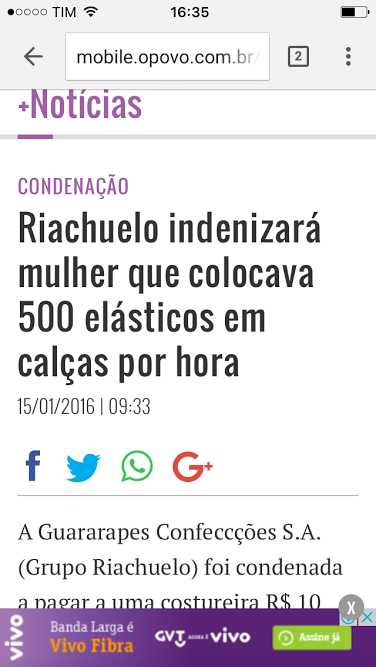 TIM 16:35
mobile.opovo.com.br/ 2
+Notícias
CONDENAÇÃO
Riachuelo indenizará
mulher que colocava
500 elásticos em
calças por hora
15/01/2016 | 09:33
A Guararapes Confeccções S.A.
(Grupo Riachuelo) foi condenada
a pagar a uma costureira R$ 10
X
vivo
Banda Larga é
Vivo Fibra
GVT AGORA É vivo
Assine já